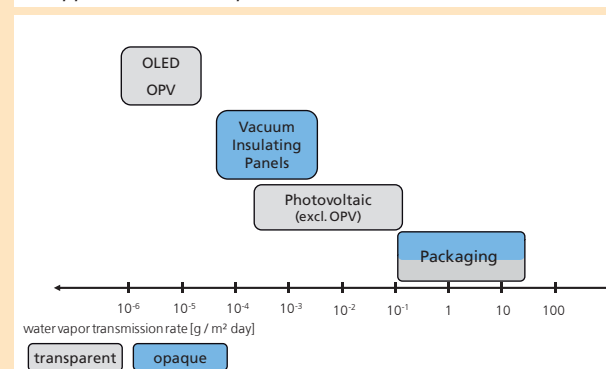 OLED
OPV
Vacuum
Insulating
Panels
Photovoltaic
(excl. OPV)
Packaging
10⁻⁶ 10⁻⁵ 10⁻⁴ 10⁻³ 10⁻² 10⁻¹ 1 10 100
water vapor transmission rate [g / m² day]
transparent opaque